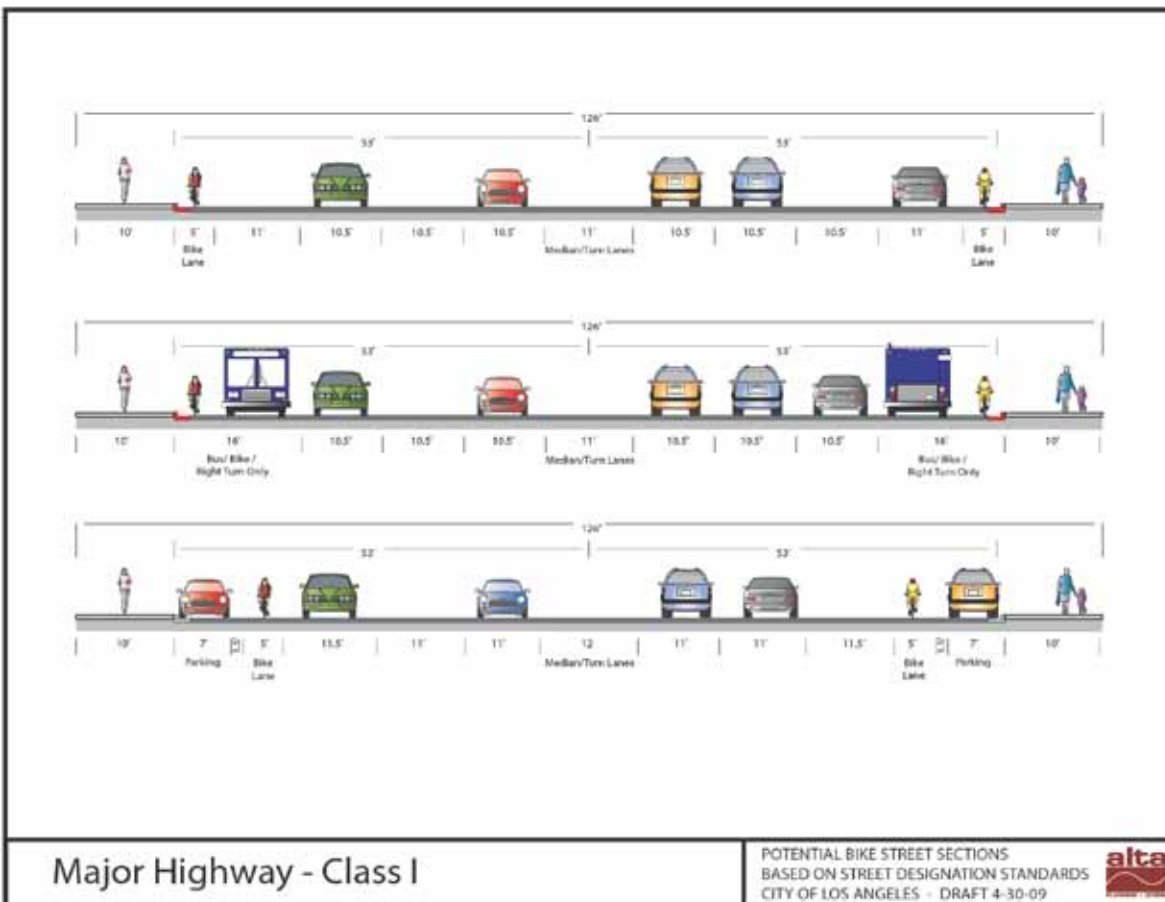 126'
53' 53'
10' 5' 11' 10.5' 10.5' 10.5' 11' 10.5' 10.5' 10.5' 11' 5' 10'
Bike Lane Median/Turn Lanes Bike Lane
126'
53' 53'
16' 10.5' 10.5' 10.5' 11' 10.5' 10.5' 10.5' 16' 10'
Bus/ Bike / Median/Turn Lanes Bus/ Bike /
Right Turn Only Right Turn Only
126'
10' 7' 5' 11.5' 11' 11' 12 11' 11' 11.5' 5' 7' 10'
Parking Bike Median/Turn Lanes Bike Parking
Lane Lane
Major Highway - Class I
POTENTIAL BIKE STREET SECTIONS
BASED ON STREET DESIGNATION STANDARDS
CITY OF LOS ANGELES - DRAFT 4-30-09
alta